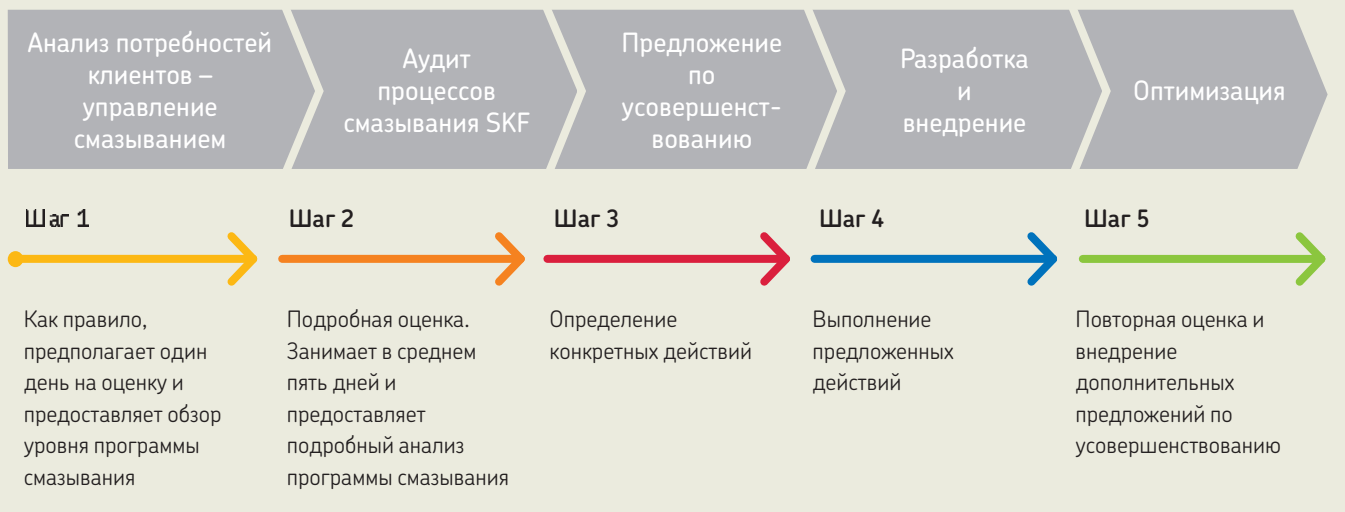 Анализ потребностей
клиентов –
управление
смазыванием
Аудит
процессов
смазывания SKF
Предложение
по
усовершенст-
вованию
Разработка
и
внедрение
Оптимизация
Шаг 1
Как правило,
предполагает один
день на оценку и
предоставляет обзор
уровня программы
смазывания
Шаг 2
Подробная оценка.
Занимает в среднем
пять дней и
предоставляет
подробный анализ
программы смазывания
Шаг 3
Определение
конкретных действий
Шаг 4
Выполнение
предложенных
действий
Шаг 5
Повторная оценка и
внедрение
дополнительных
предложений по
усовершенствованию